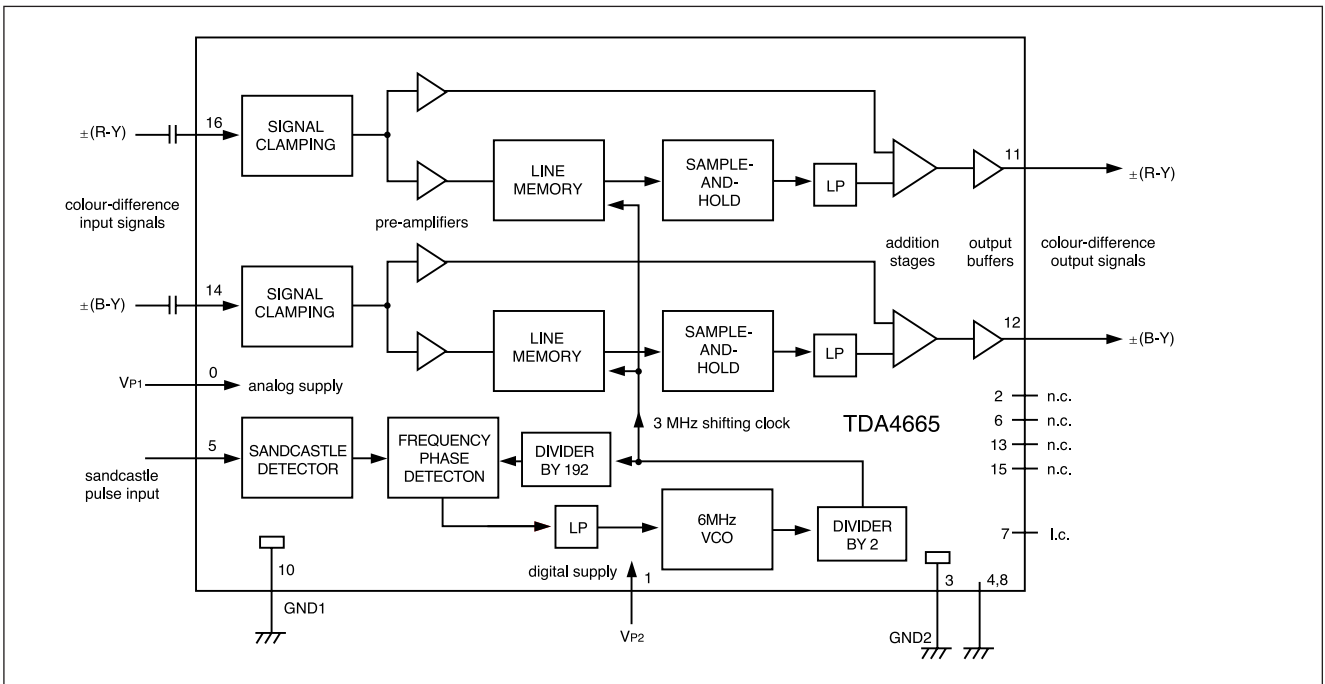 ±(R-Y)
16
SIGNAL
CLAMPING
LINE
MEMORY
SAMPLE-
AND-
HOLD
LP
11
±(R-Y)
colour-difference
input signals
pre-amplifiers
addition
stages
output
buffers
colour-difference
output signals
±(B-Y)
14
SIGNAL
CLAMPING
LINE
MEMORY
SAMPLE-
AND-
HOLD
LP
12
±(B-Y)
VP1
0
analog supply
2
n.c.
6
n.c.
13
n.c.
15
n.c.
7
I.c.
3 MHz shifting clock
TDA4665
sandcastle
pulse input
5
SANDCASTLE
DETECTOR
FREQUENCY
PHASE
DETECTON
DIVIDER
BY 192
LP
6MHz
VCO
DIVIDER
BY 2
10
GND1
digital supply
1
VP2
3
4,8
GND2